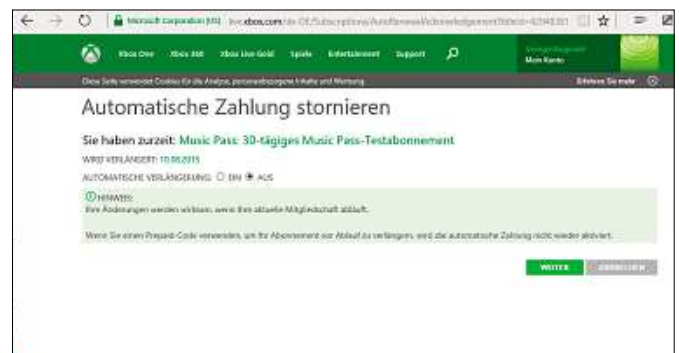 Microsoft Corporation [US]
Xbox One Xbox 360 Xbox Live Gold Spiele Entertainment Support
Mein Konto
Diese Seite verwendet Cookies für die Analyse, personenbezogene Inhalte und Werbung. Erfahren Sie mehr
Automatische Zahlung stornieren
Sie haben zurzeit: Music Pass: 30-tägiges Music Pass-Testabonnement
WIRD VERLÄNGERT: 10.08.2015
AUTOMATISCHE VERLÄNGERUNG: EIN AUS
HINWEIS:
Ihre Änderungen werden wirksam, wenn Ihre aktuelle Mitgliedschaft abläuft.
Wenn Sie einen Prepaid-Code verwenden, um Ihr Abonnement vor Ablauf zu verlängern, wird die automatische Zahlung nicht wieder aktiviert.
WEITER